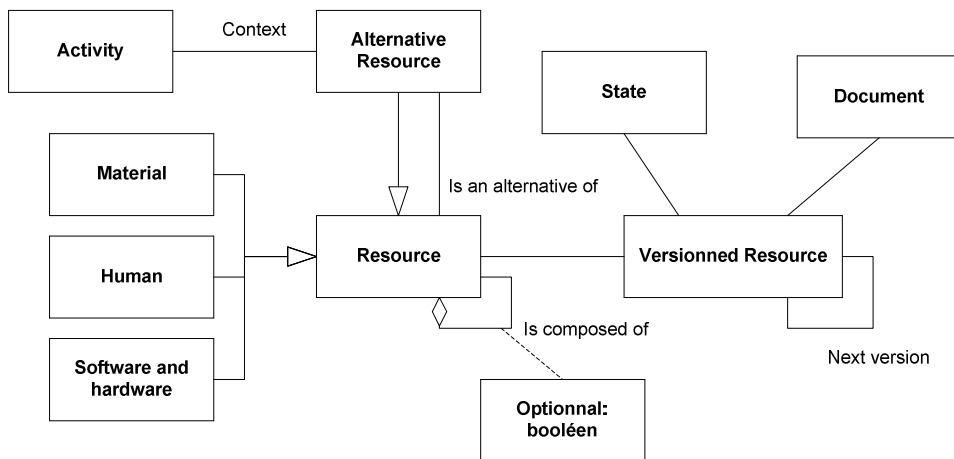 Activity
Context
Alternative
Resource
State
Document
Material
Is an alternative of
Human
Resource
Versionned Resource
Software and
hardware
Is composed of
Next version
Optionnal:
booléen